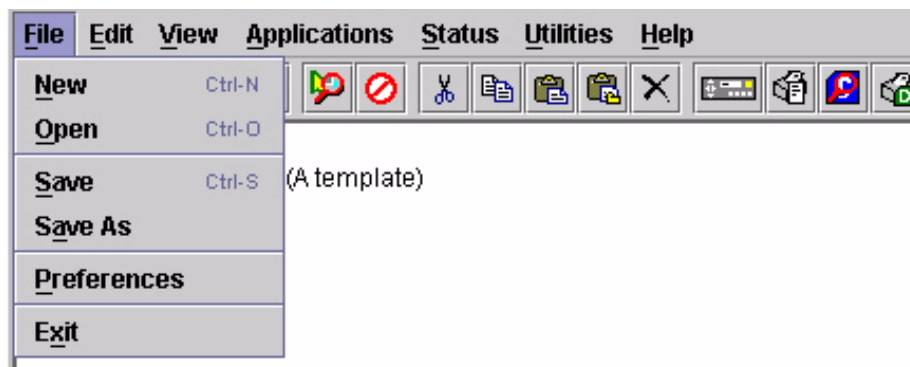 File Edit View Applications Status Utilities Help
New Ctrl-N
Open Ctrl-O
Save Ctrl-S (A template)
Save As
Preferences
Exit